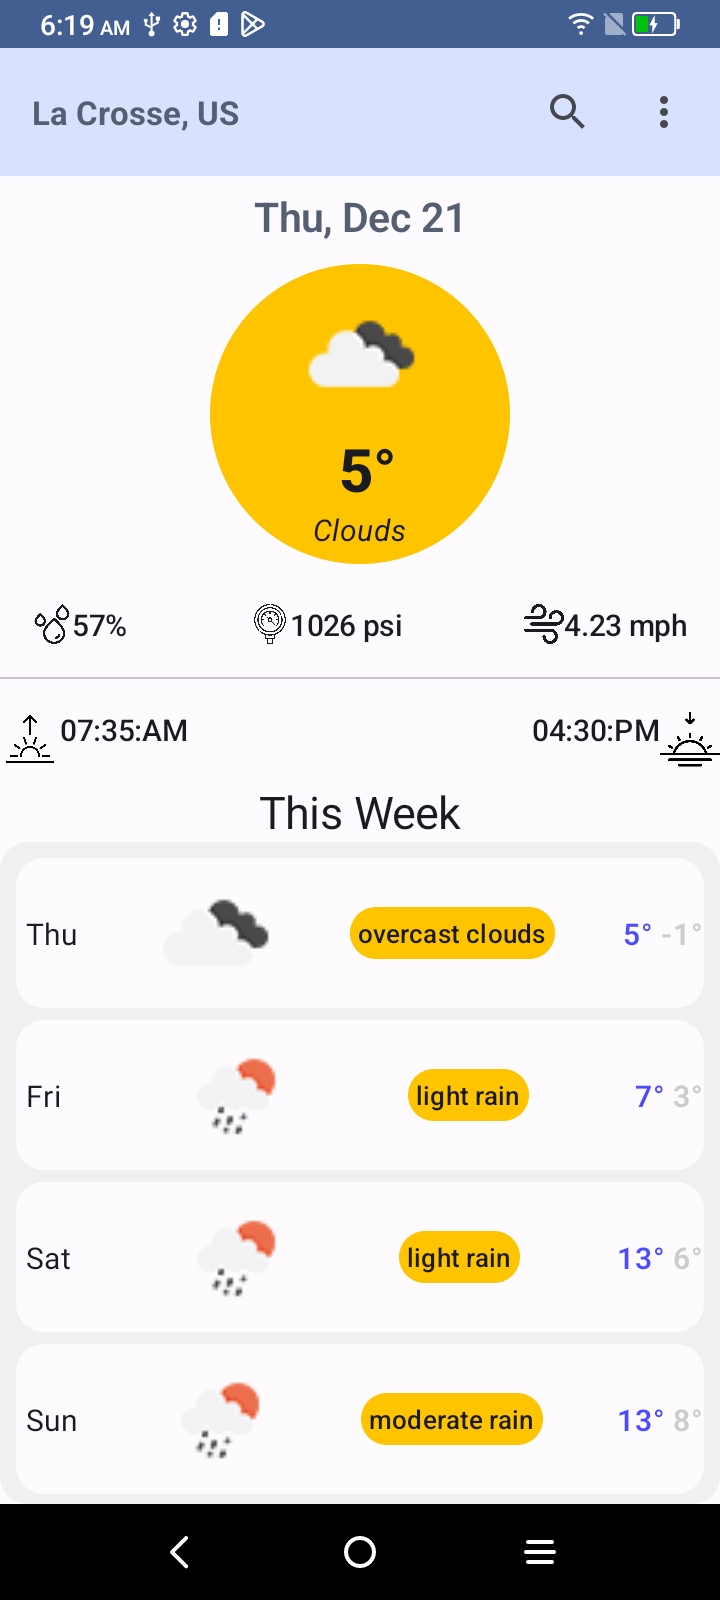 6:19 AM
La Crosse, US
Thu, Dec 21
5°
Clouds
57% 1026 psi 4.23 mph
07:35:AM 04:30:PM
This Week
Thu overcast clouds 5° -1°
Fri light rain 7° 3°
Sat light rain 13° 6°
Sun moderate rain 13° 8°